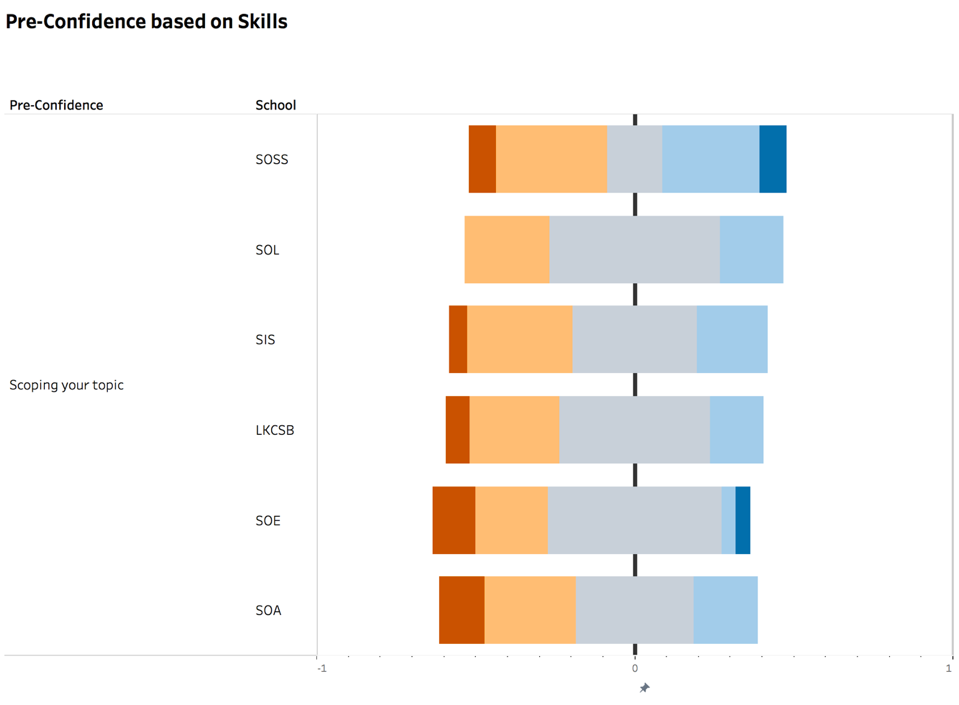 Pre-Confidence based on Skills
Pre-Confidence School
SOSS
SOL
SIS
Scoping your topic
LKCSB
SOE
SOA
-1 0 1